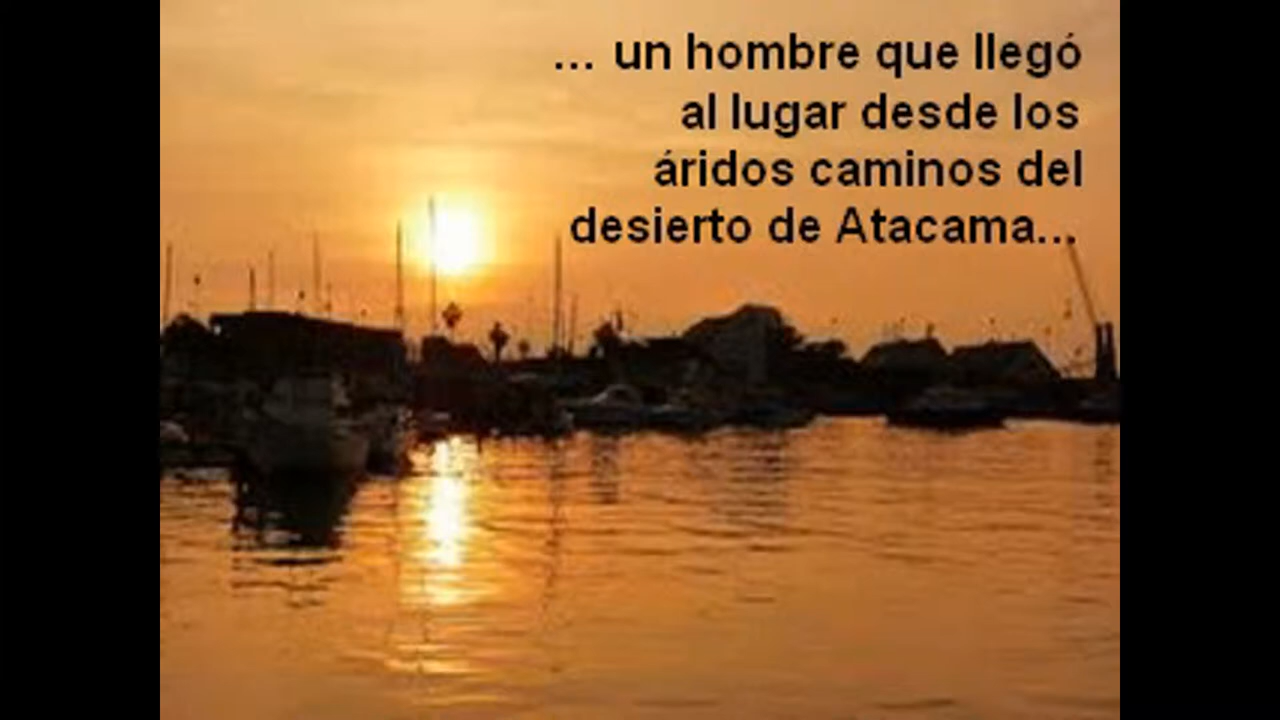 ... un hombre que llegó
al lugar desde los
áridos caminos del
desierto de Atacama...